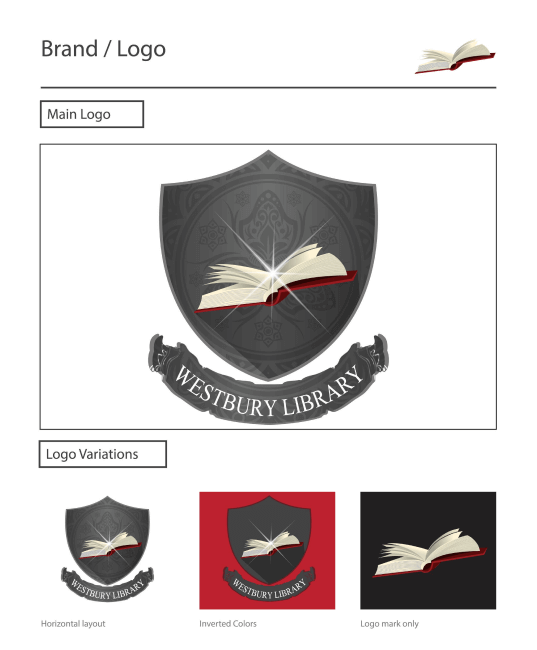 Brand / Logo
Main Logo
WESTBURY LIBRARY
Logo Variations
WESTBURY LIBRARY
WESTBURY LIBRARY
Horizontal layout
Inverted Colors
Logo mark only